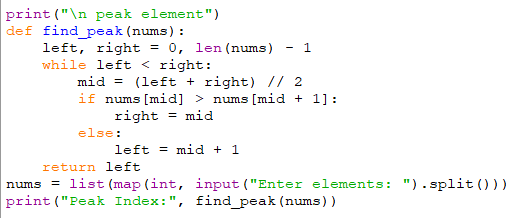 print("\n peak element")
def find_peak(nums):
    left, right = 0, len(nums) - 1
    while left < right:
        mid = (left + right) // 2
        if nums[mid] > nums[mid + 1]:
            right = mid
        else:
            left = mid + 1
    return left
nums = list(map(int, input("Enter elements: ").split()))
print("Peak Index:", find_peak(nums))